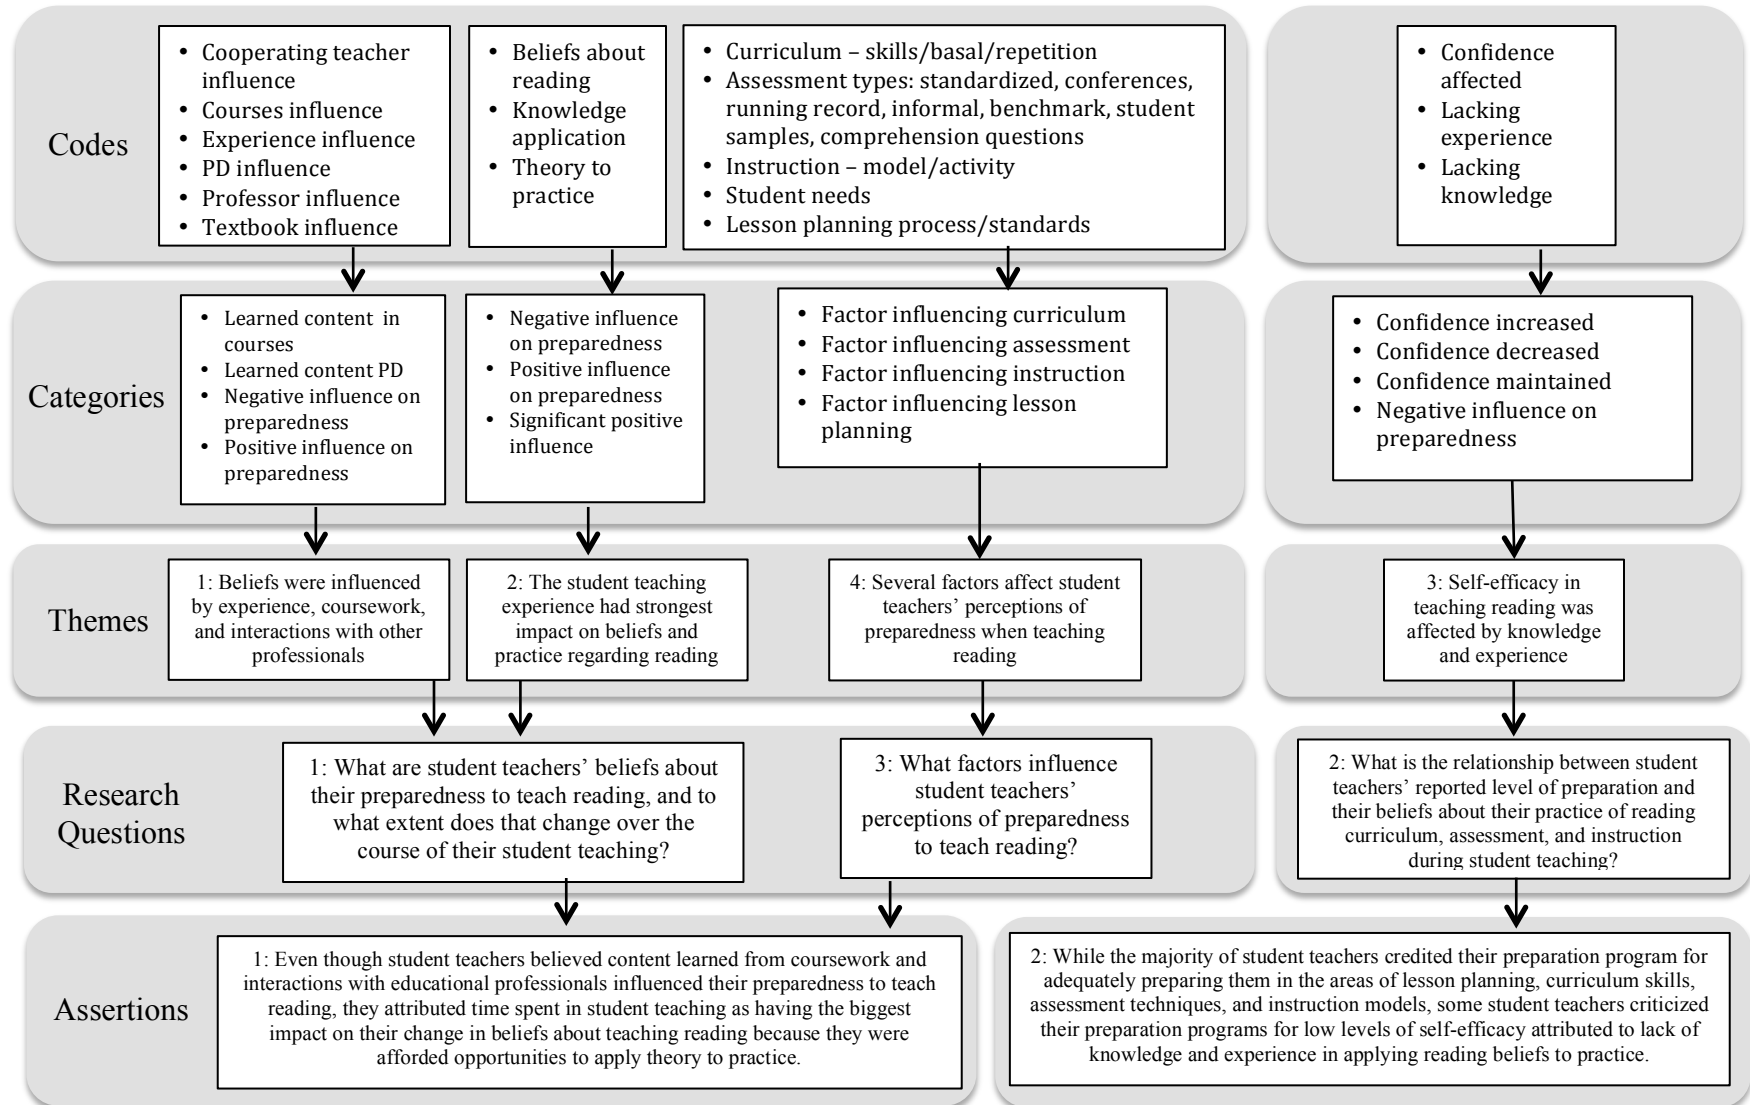 Codes
• Cooperating teacher
influence
• Courses influence
• Experience influence
• PD influence
• Professor influence
• Textbook influence
• Beliefs about
reading
• Knowledge
application
• Theory to
practice
• Curriculum – skills/basal/repetition
• Assessment types: standardized, conferences,
running record, informal, benchmark, student
samples, comprehension questions
• Instruction – model/activity
• Student needs
• Lesson planning process/standards
• Confidence
affected
• Lacking
experience
• Lacking
knowledge
Categories
• Learned content in
courses
• Learned content PD
• Negative influence on
preparedness
• Positive influence on
preparedness
• Negative influence
on preparedness
• Positive influence
on preparedness
• Significant positive
influence
• Factor influencing curriculum
• Factor influencing assessment
• Factor influencing instruction
• Factor influencing lesson
planning
• Confidence increased
• Confidence decreased
• Confidence maintained
• Negative influence on
preparedness
Themes
1: Beliefs were influenced
by experience, coursework,
and interactions with other
professionals
2: The student teaching
experience had strongest
impact on beliefs and
practice regarding reading
4: Several factors affect student
teachers’ perceptions of
preparedness when teaching
reading
3: Self-efficacy in
teaching reading was
affected by knowledge
and experience
Research
Questions
1: What are student teachers’ beliefs about
their preparedness to teach reading, and to
what extent does that change over the
course of their student teaching?
3: What factors influence
student teachers’
perceptions of preparedness
to teach reading?
2: What is the relationship between student
teachers’ reported level of preparation and
their beliefs about their practice of reading
curriculum, assessment, and instruction
during student teaching?
Assertions
1: Even though student teachers believed content learned from coursework and
interactions with educational professionals influenced their preparedness to teach
reading, they attributed time spent in student teaching as having the biggest
impact on their change in beliefs about teaching reading because they were
afforded opportunities to apply theory to practice.
2: While the majority of student teachers credited their preparation program for
adequately preparing them in the areas of lesson planning, curriculum skills,
assessment techniques, and instruction models, some student teachers criticized
their preparation programs for low levels of self-efficacy attributed to lack of
knowledge and experience in applying reading beliefs to practice.